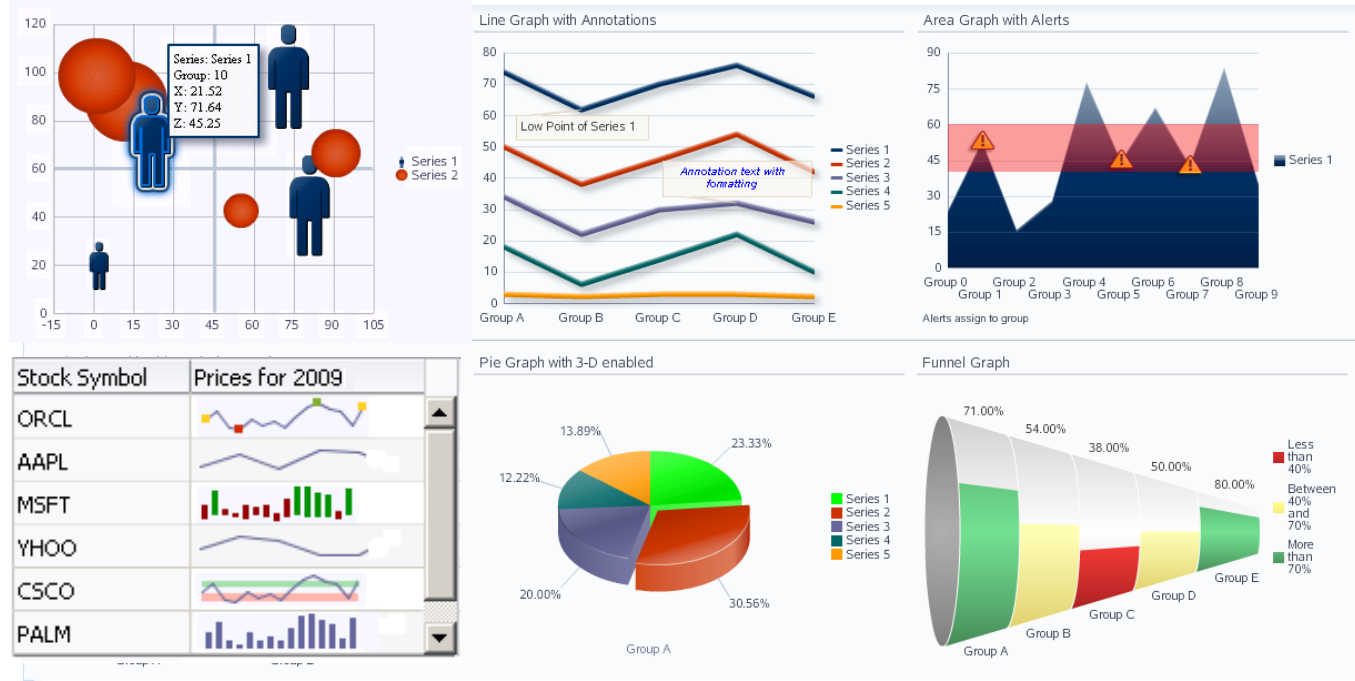 120
100
80
60
40
20
0
-15 0 15 30 45 60 75 90 105
Series: Series 1
Group: 10
X: 21.52
Y: 71.64
Z: 45.25
Series 1
Series 2
Line Graph with Annotations
80
70
60
50
40
30
20
10
0
Low Point of Series 1
Annotation text with
formatting
Group A Group B Group C Group D Group E
Series 1
Series 2
Series 3
Series 4
Series 5
Area Graph with Alerts
90
75
60
45
30
15
0
Group 0 Group 2 Group 4 Group 6 Group 8
Group 1 Group 3 Group 5 Group 7 Group 9
Alerts assign to group
Series 1
Stock Symbol Prices for 2009
ORCL
AAPL
MSFT
YHOO
CSCO
PALM
Pie Graph with 3-D enabled
13.89%
23.33%
12.22%
20.00%
30.56%
Group A
Series 1
Series 2
Series 3
Series 4
Series 5
Funnel Graph
71.00%
54.00%
38.00%
50.00%
80.00%
Group E
Group D
Group C
Group B
Group A
Less
than
40%
Between
40%
and
70%
More
than
70%